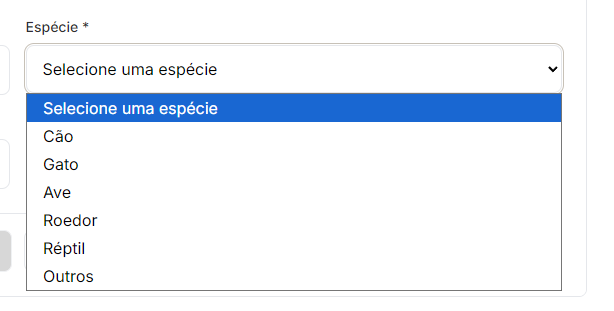 Espécie *
Selecione uma espécie
Selecione uma espécie
Cão
Gato
Ave
Roedor
Réptil
Outros